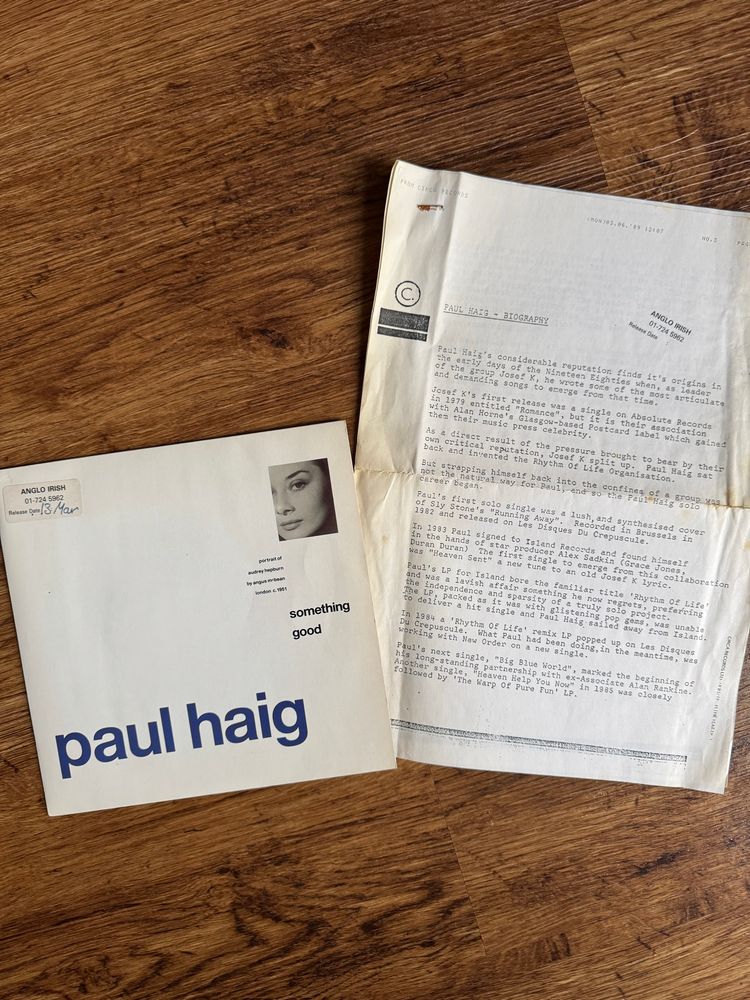 ANGLO IRISH
01-724 5962
Release Date 13 Mar
portrait of
audrey hepburn
by angus mcbean
london c.1951
something
good
paul haig
FROM CIRCA RECORDS
(MON)05.06.'89 12:07
NO.2
C.
PAUL HAIG - BIOGRAPHY
ANGLO IRISH
01-724 5962
Release Date
Paul Haig's considerable reputation finds it's origins in
the early days of the Nineteen Eighties when, as leader
of the group Josef K, he wrote some of the most articulate
and demanding songs to emerge from that time.
Josef K's first release was a single on Absolute Records
in 1979 entitled "Romance", but it is their association
with Alan Horne's Glasgow-based Postcard label which gained
them their music press celebrity.
As a direct result of the pressure brought to bear by their
own critical reputation, Josef K split up. Paul Haig sat
back and invented the Rhythm Of Life Organisation.
But strapping himself back into the confines of a group was
not the natural way for Paul, and so the Paul Haig solo
career began.
Paul's first solo single was a lush, and synthesised cover
of Sly Stone's "Running Away". Recorded in Brussels in
1982 and released on Les Disques Du Crepuscule.
In 1983 Paul signed to Island Records and found himself
in the hands of star producer Alex Sadkin (Grace Jones,
Duran Duran) The first single to emerge from this collaboration
was "Heaven Sent" a new tune to an old Josef K lyric.
Paul's LP for Island bore the familiar title 'Rhythm Of Life'
and was a lavish affair something he now regrets, preferring
the independence and sparsity of a truly solo project.
The LP, packed as it was with glistening pop gems, was unable
to deliver a hit single and Paul Haig sailed away from Island.
In 1984 a 'Rhythm Of Life' remix LP popped up on Les Disques
Du Crepuscule. What Paul had been doing, in the meantime, was
working with New Order on a new single.
Paul's next single, "Big Blue World", marked the beginning of
his long-standing partnership with ex-Associate Alan Rankine.
Another single, "Heaven Help You Now" in 1985 was closely
followed by 'The Warp Of Pure Fun' LP.